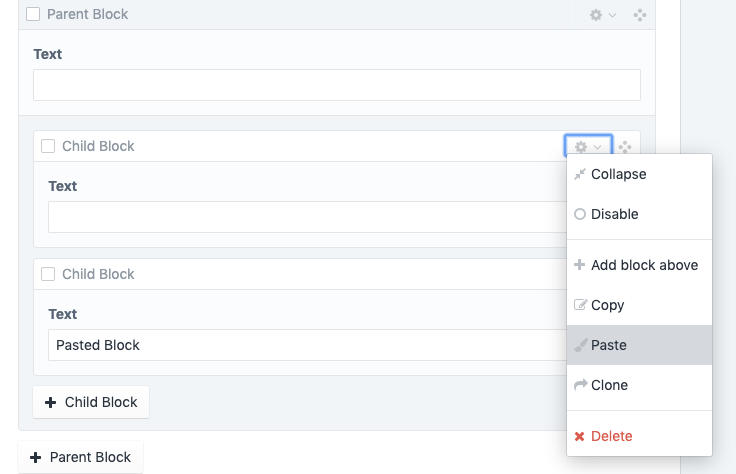 Parent Block
Text
Child Block
Collapse
Text
Disable
Add block above
Child Block
Copy
Text
Pasted Block
Paste
Clone
Child Block
Delete
Parent Block